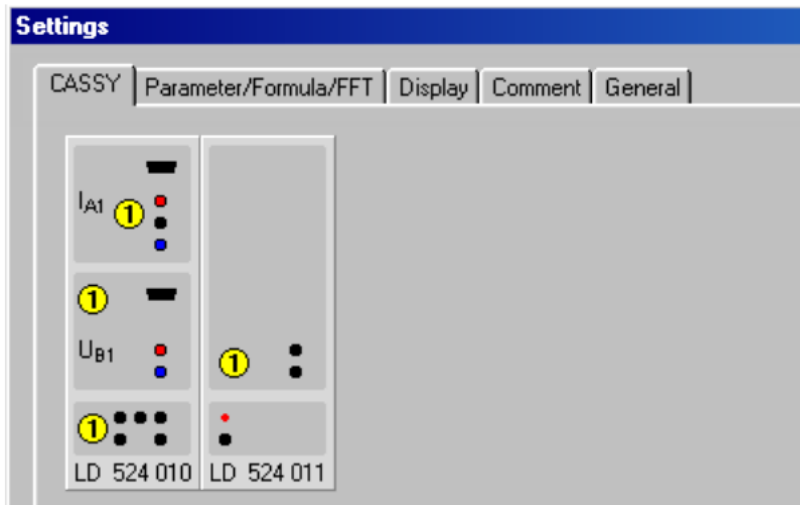 Settings
CASSY Parameter/Formula/FFT Display Comment General
IA1 1
1
UB1 1
1
LD 524 010 LD 524 011